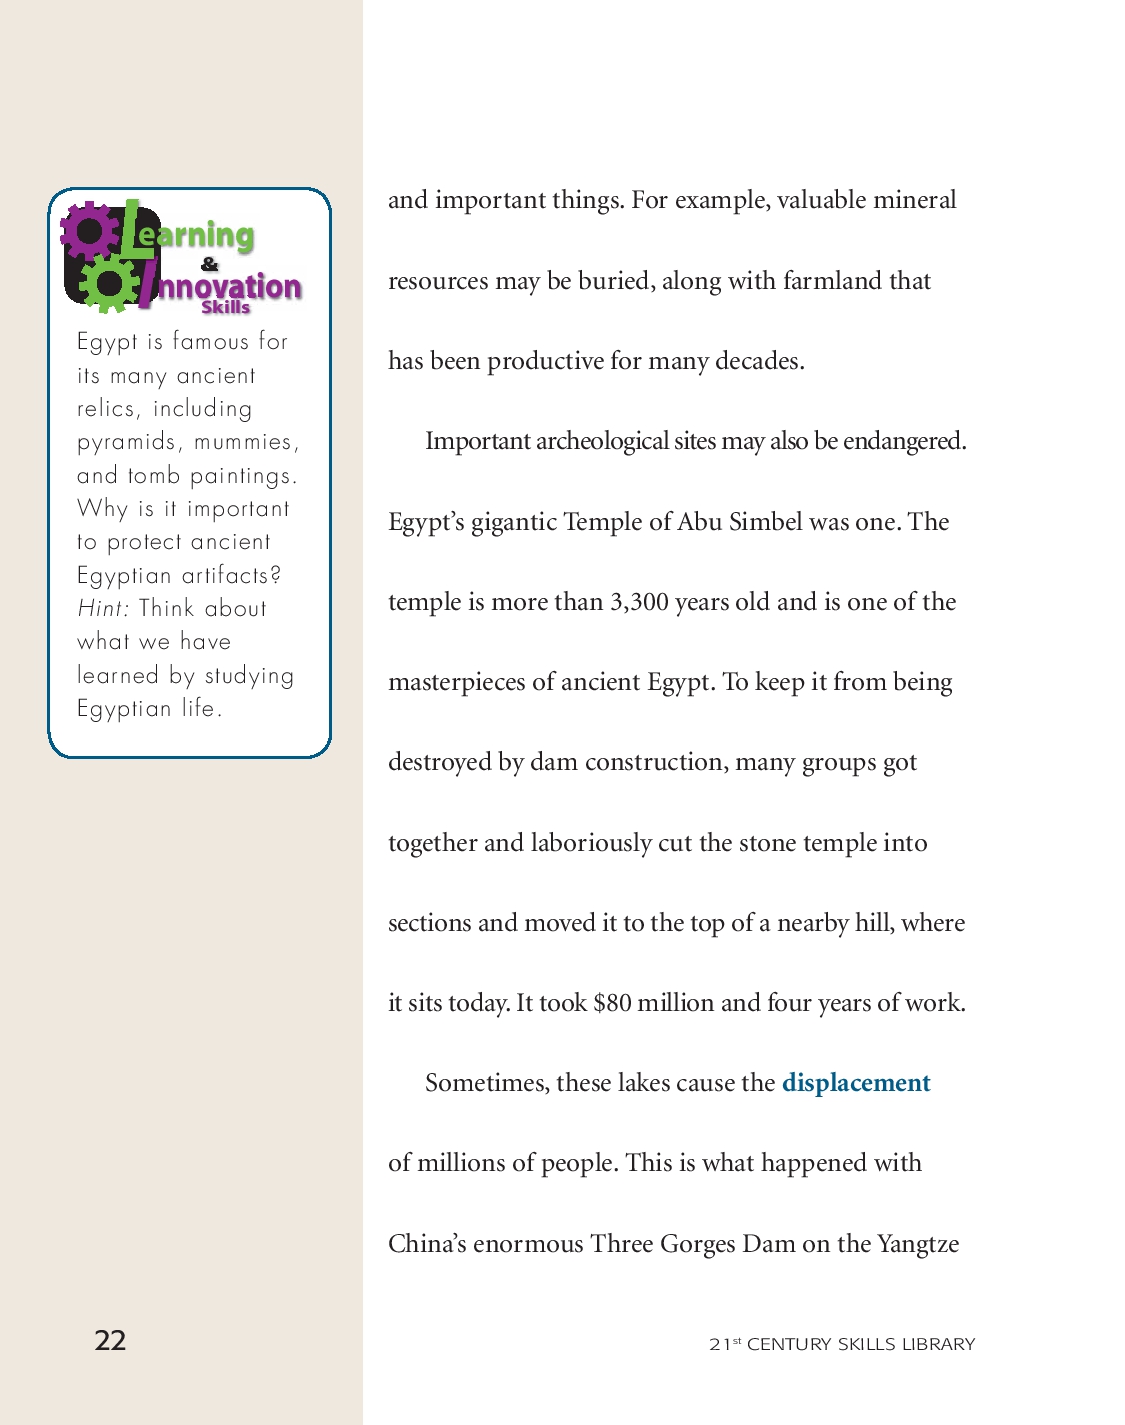 Learning
&
Innovation
Skills
Egypt is famous for
its many ancient
relics, including
pyramids, mummies,
and tomb paintings.
Why is it important
to protect ancient
Egyptian artifacts?
Hint: Think about
what we have
learned by studying
Egyptian life.
and important things. For example, valuable mineral
resources may be buried, along with farmland that
has been productive for many decades.
Important archeological sites may also be endangered.
Egypt’s gigantic Temple of Abu Simbel was one. The
temple is more than 3,300 years old and is one of the
masterpieces of ancient Egypt. To keep it from being
destroyed by dam construction, many groups got
together and laboriously cut the stone temple into
sections and moved it to the top of a nearby hill, where
it sits today. It took $80 million and four years of work.
Sometimes, these lakes cause the displacement
of millions of people. This is what happened with
China’s enormous Three Gorges Dam on the Yangtze
22
21st CENTURY SKILLS LIBRARY